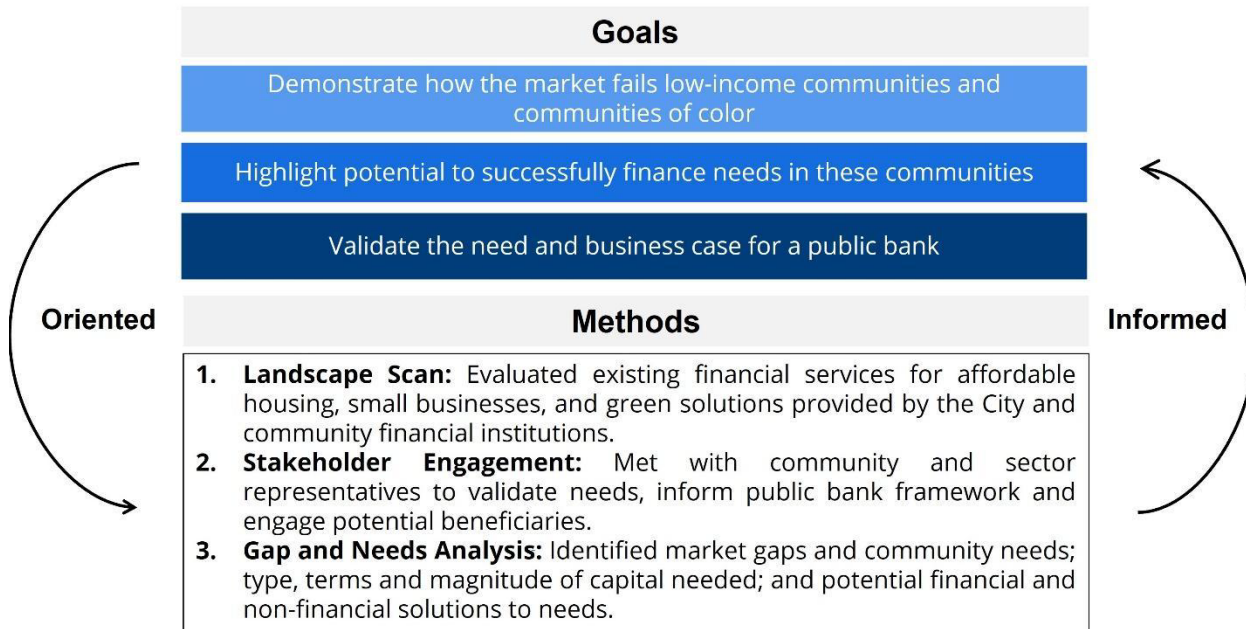 Goals
Demonstrate how the market fails low-income communities and
communities of color
Highlight potential to successfully finance needs in these communities
Validate the need and business case for a public bank
Oriented
Methods
Informed
1. Landscape Scan: Evaluated existing financial services for affordable
housing, small businesses, and green solutions provided by the City and
community financial institutions.
2. Stakeholder Engagement: Met with community and sector
representatives to validate needs, inform public bank framework and
engage potential beneficiaries.
3. Gap and Needs Analysis: Identified market gaps and community needs;
type, terms and magnitude of capital needed; and potential financial and
non-financial solutions to needs.